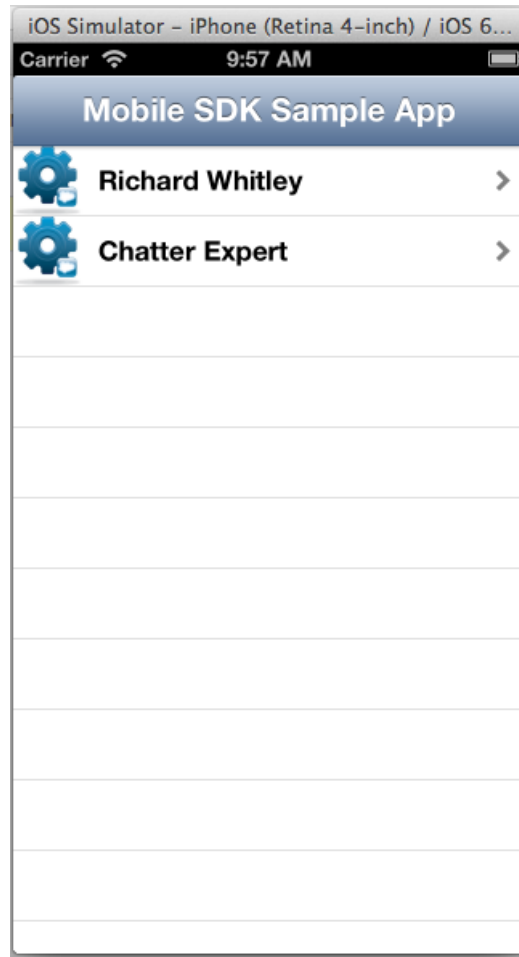 iOS Simulator – iPhone (Retina 4-inch) / iOS 6...
Carrier 9:57 AM
Mobile SDK Sample App
Richard Whitley
Chatter Expert